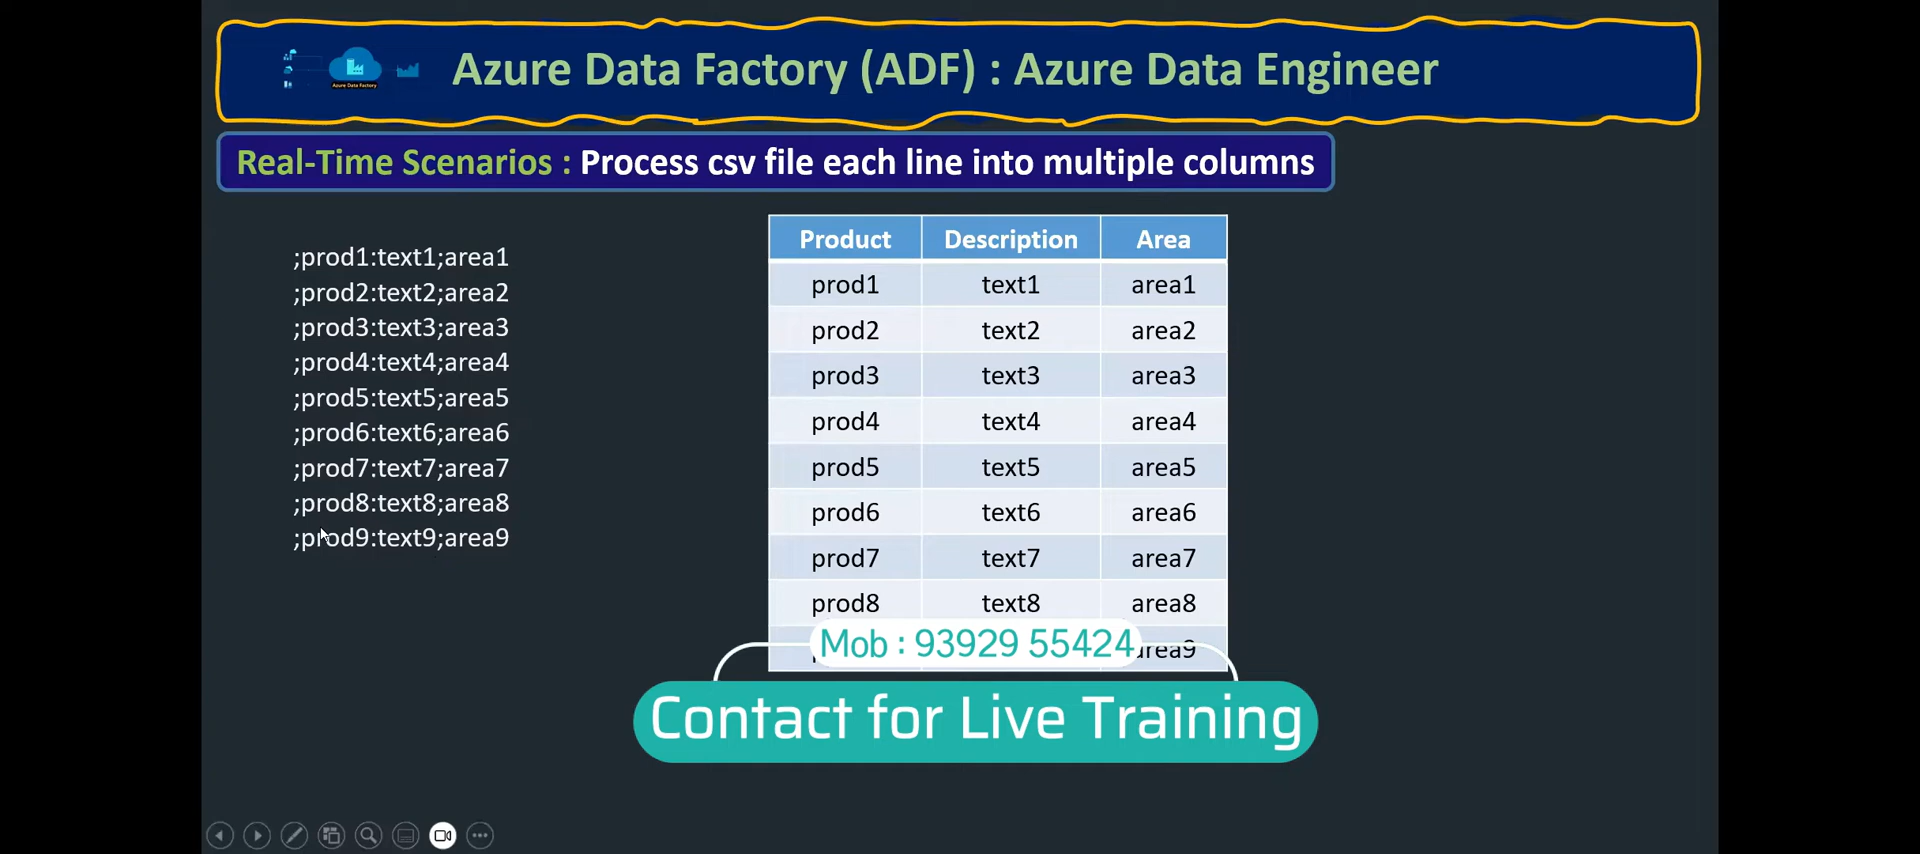 Azure Data Factory
Azure Data Factory (ADF) : Azure Data Engineer
Real-Time Scenarios : Process csv file each line into multiple columns
;prod1:text1;area1
;prod2:text2;area2
;prod3:text3;area3
;prod4:text4;area4
;prod5:text5;area5
;prod6:text6;area6
;prod7:text7;area7
;prod8:text8;area8
;prod9:text9;area9
Product Description Area
prod1 text1 area1
prod2 text2 area2
prod3 text3 area3
prod4 text4 area4
prod5 text5 area5
prod6 text6 area6
prod7 text7 area7
prod8 text8 area8
area9
Mob : 93929 55424
Contact for Live Training